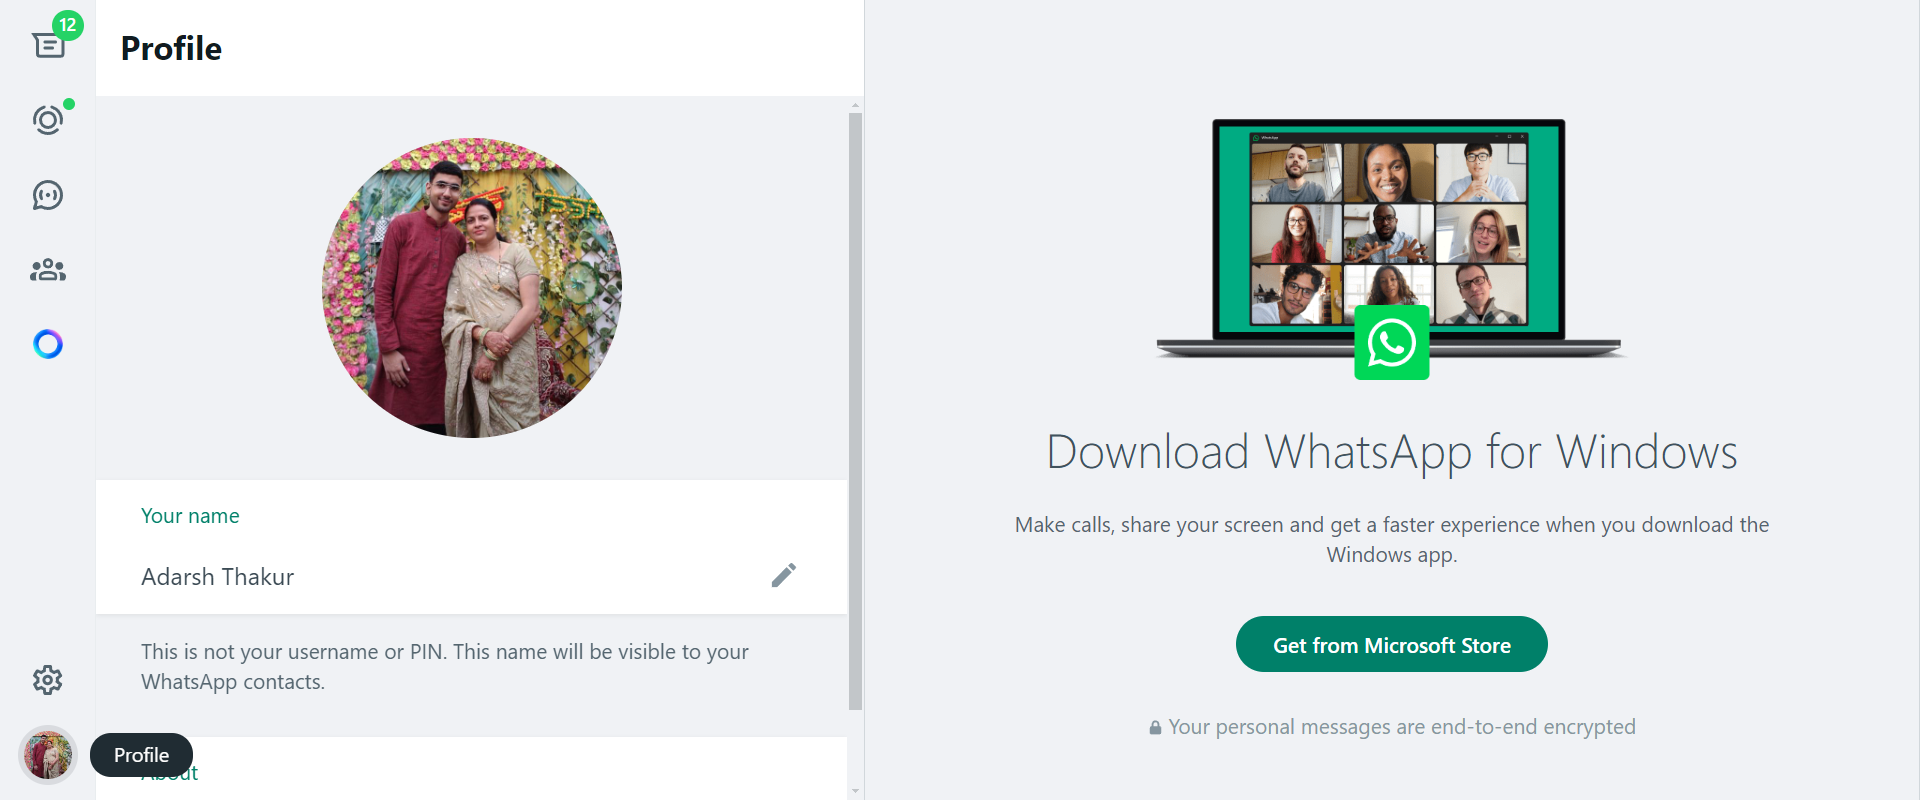 12
Profile
Your name
Adarsh Thakur
This is not your username or PIN. This name will be visible to your
WhatsApp contacts.
Profile
About
WhatsApp
Download WhatsApp for Windows
Make calls, share your screen and get a faster experience when you download the
Windows app.
Get from Microsoft Store
Your personal messages are end-to-end encrypted